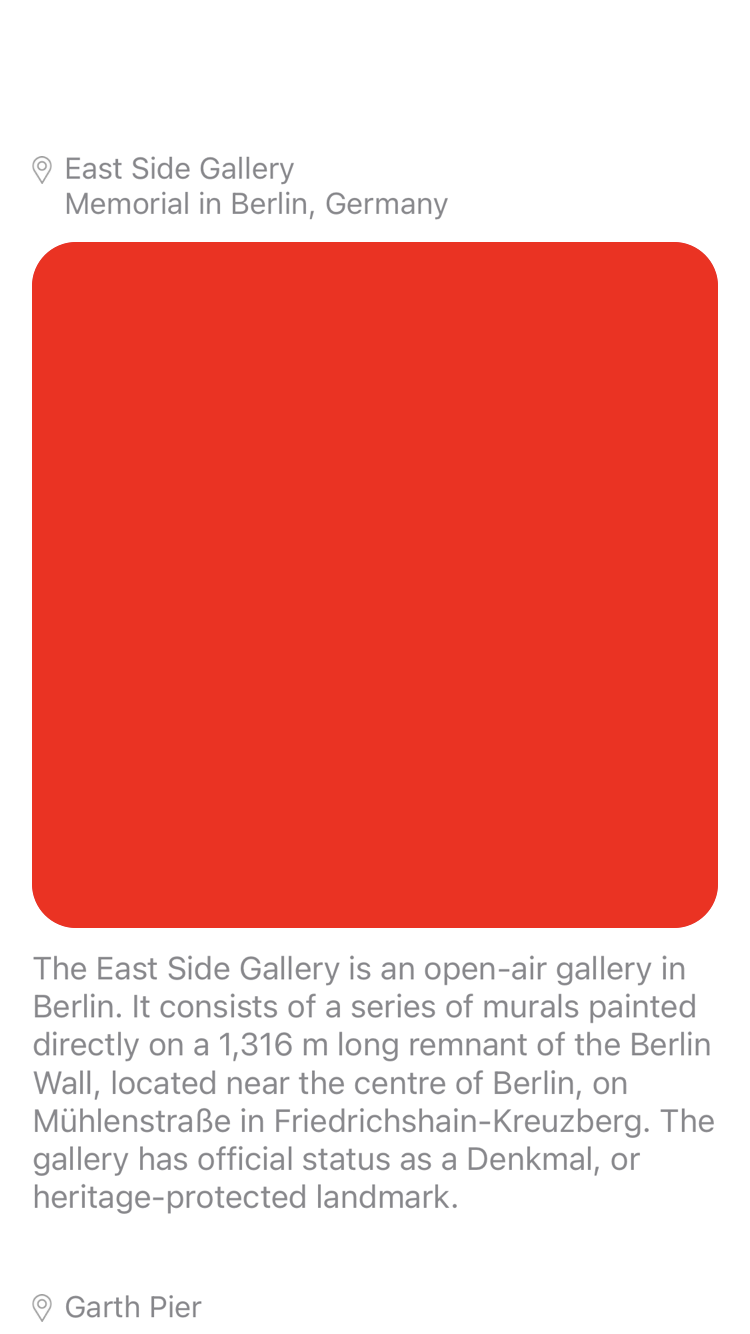 East Side Gallery
Memorial in Berlin, Germany
The East Side Gallery is an open-air gallery in
Berlin. It consists of a series of murals painted
directly on a 1,316 m long remnant of the Berlin
Wall, located near the centre of Berlin, on
Mühlenstraße in Friedrichshain-Kreuzberg. The
gallery has official status as a Denkmal, or
heritage-protected landmark.
Garth Pier